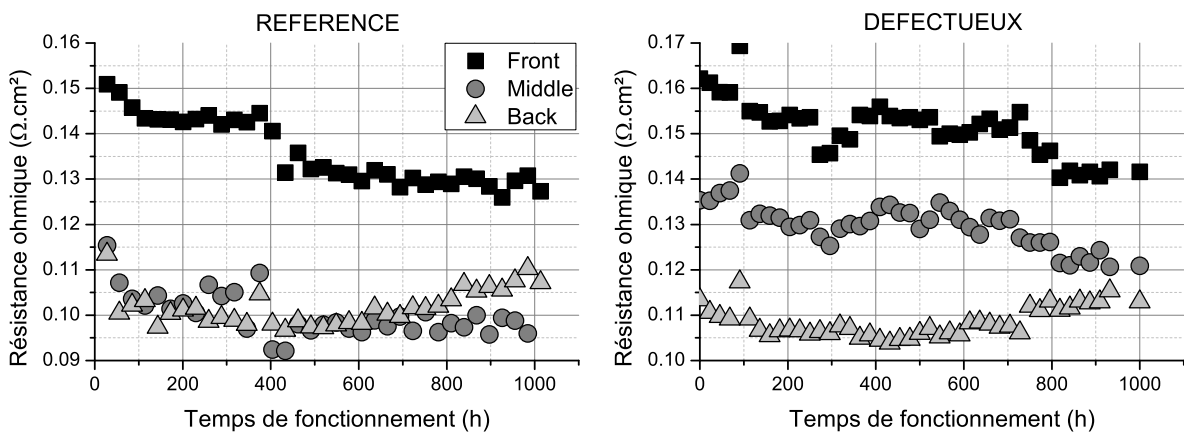 REFERENCE
0.16
0.15
0.14
0.13
0.12
0.11
0.10
0.09
Résistance ohmique (Ω.cm²)
Front
Middle
Back
0 200 400 600 800 1000
Temps de fonctionnement (h)
DEFECTUEUX
0.17
0.16
0.15
0.14
0.13
0.12
0.11
0.10
Résistance ohmique (Ω.cm²)
0 200 400 600 800 1000
Temps de fonctionnement (h)